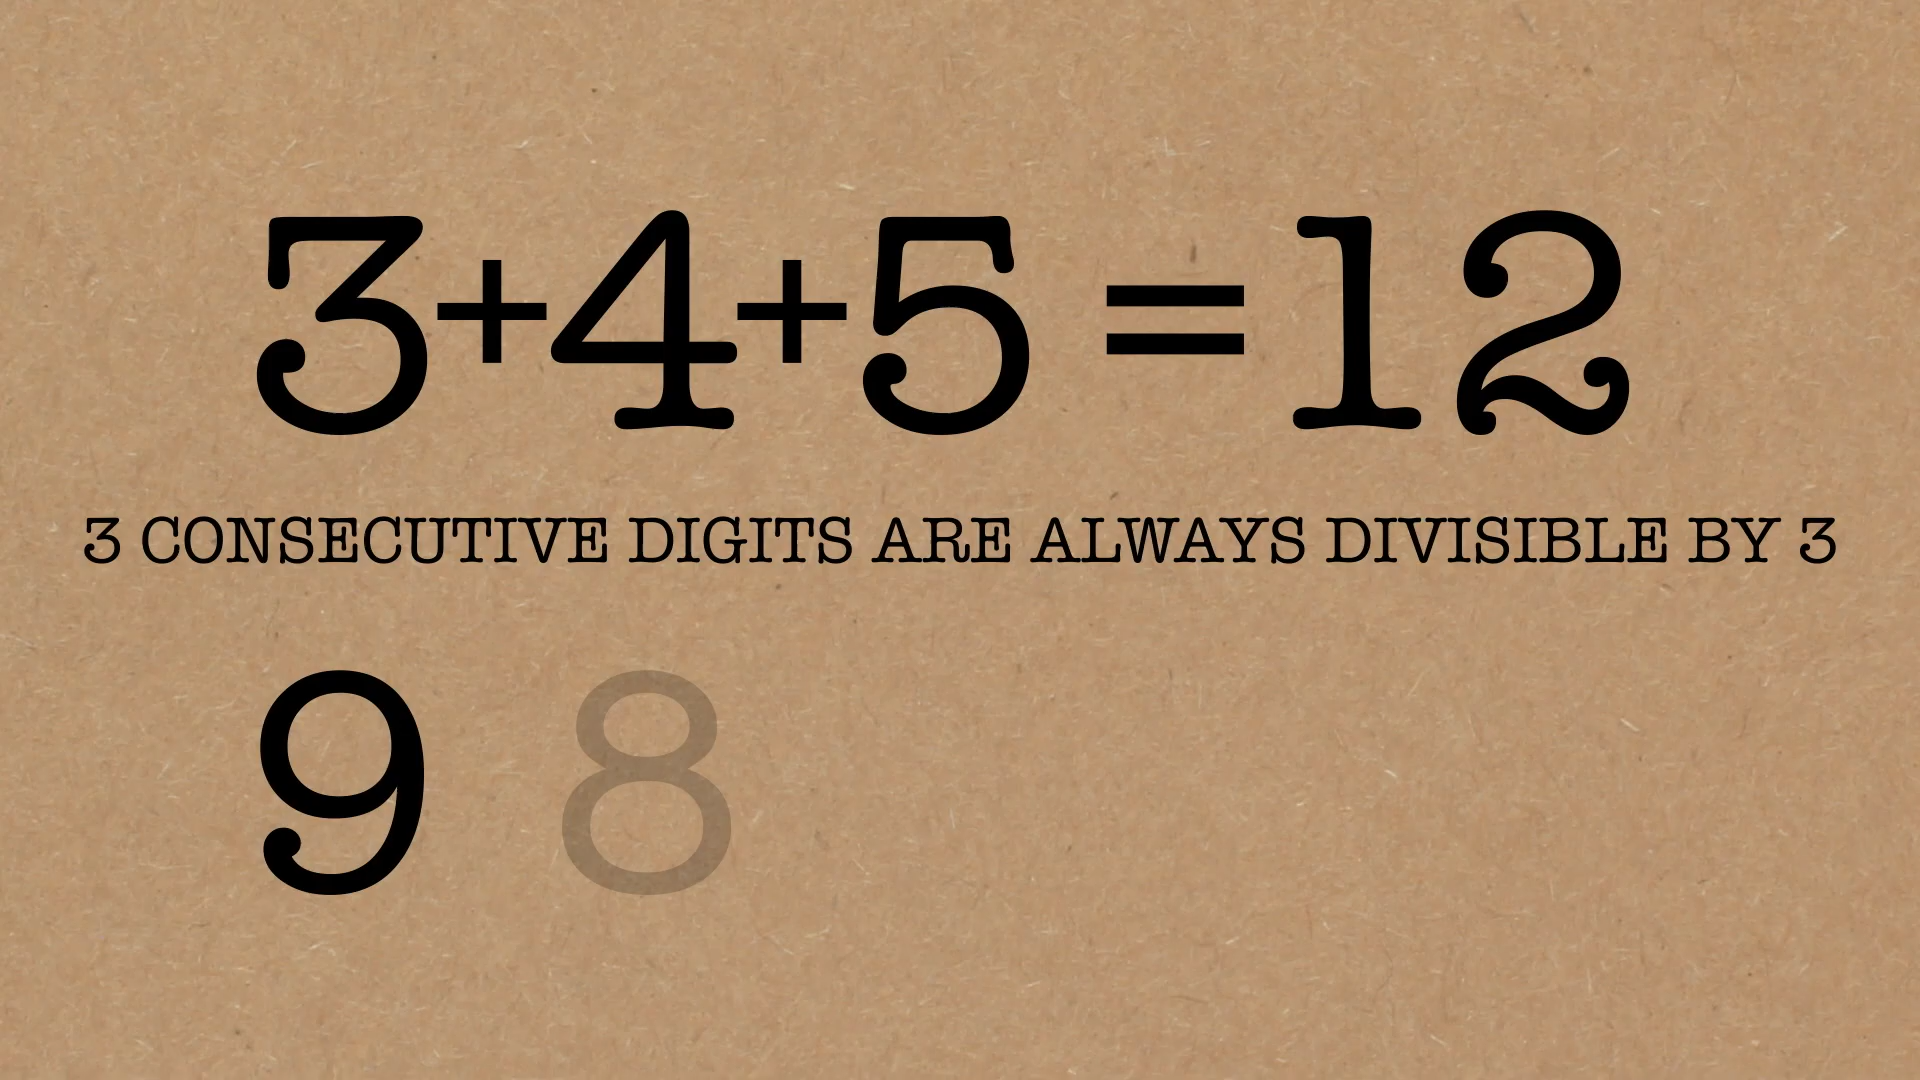 3+4+5 =12
3 CONSECUTIVE DIGITS ARE ALWAYS DIVISIBLE BY 3
9 8